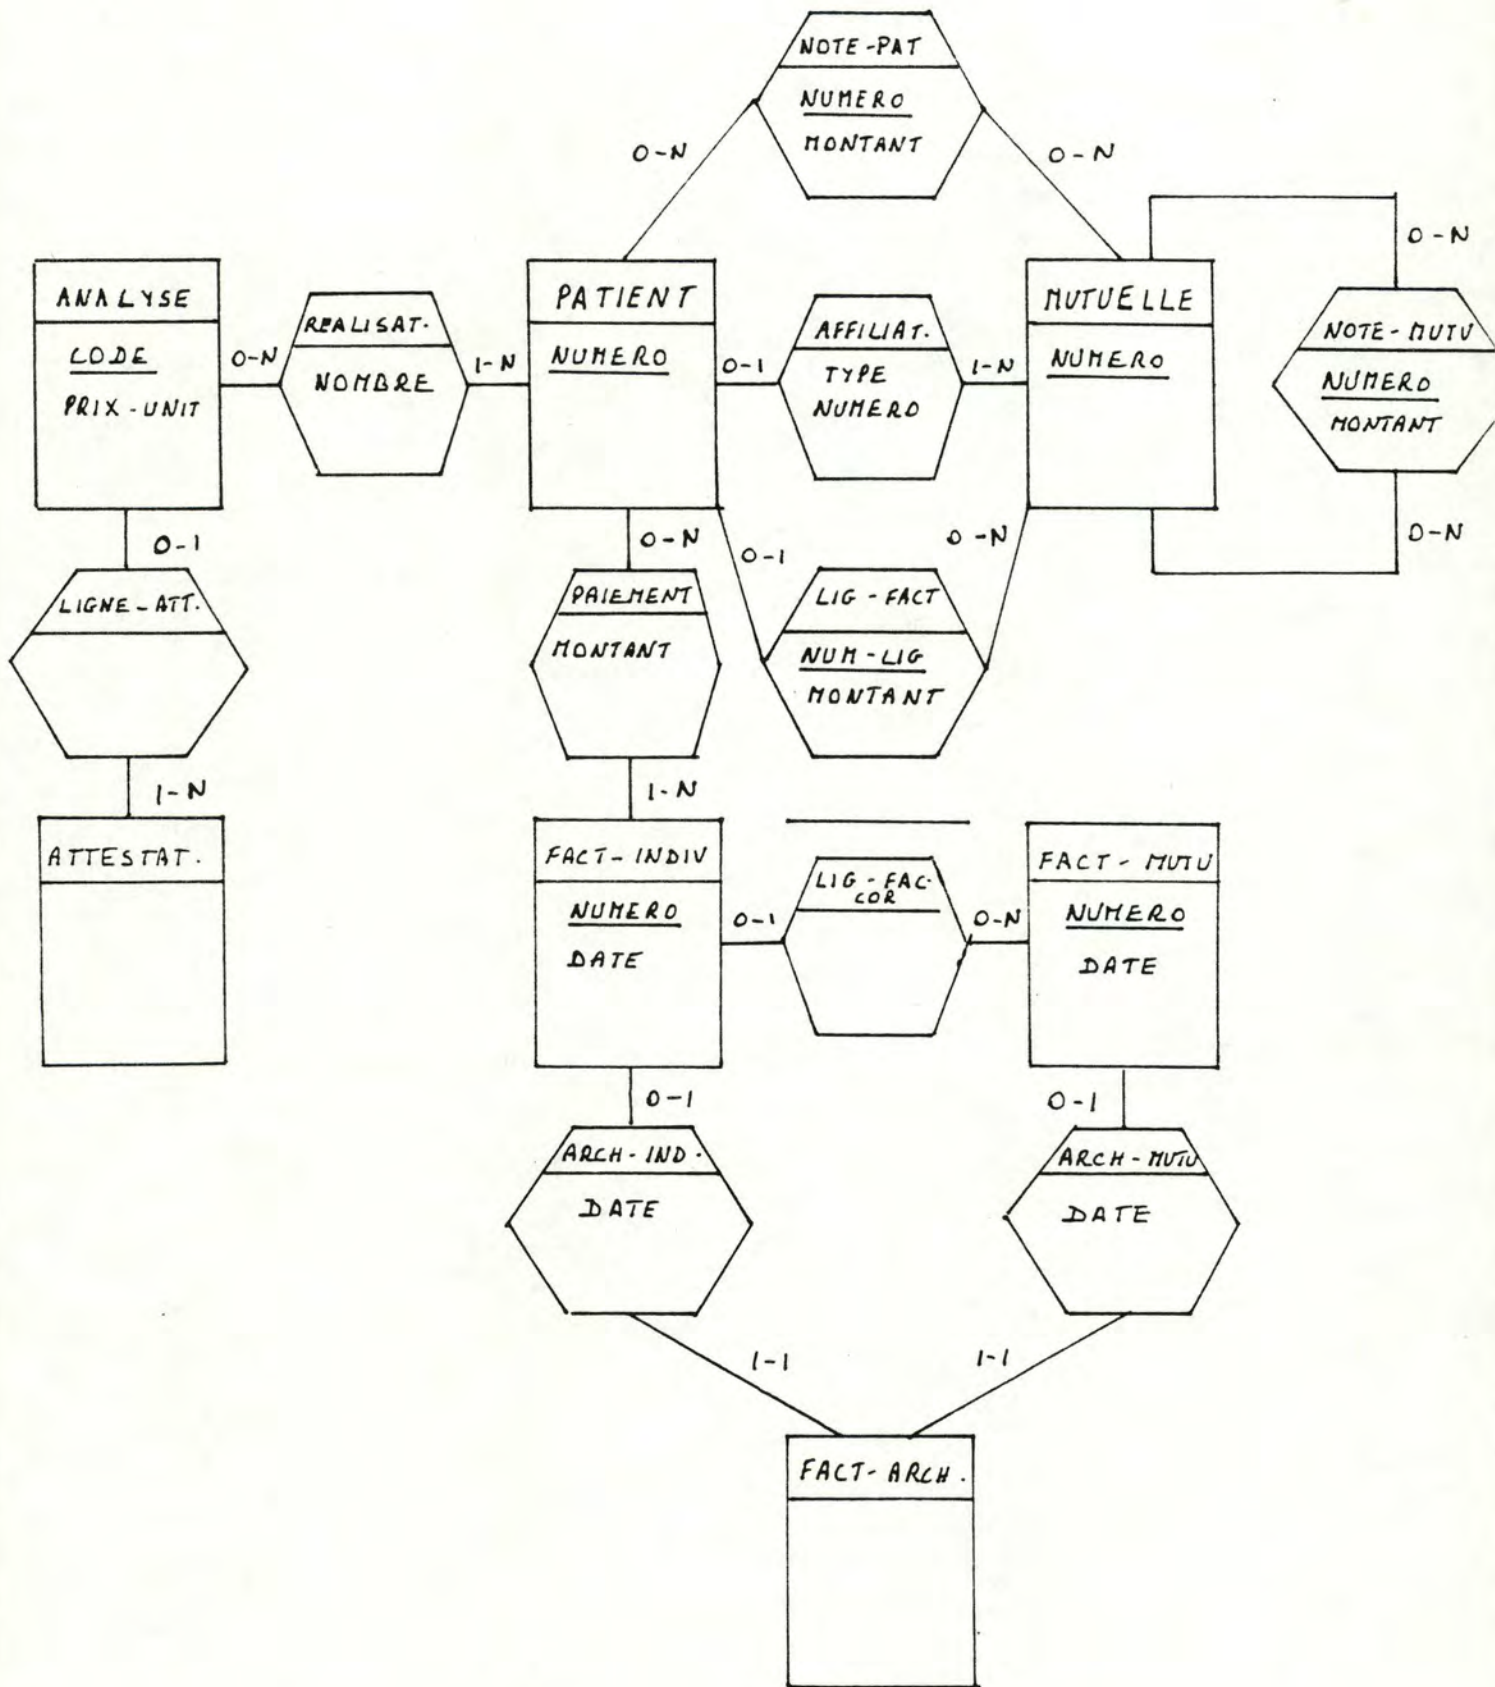 NOTE-PAT
NUMERO
MONTANT
0-N
0-N
0-N
ANALYSE
CODE
PRIX-UNIT
0-N
REALISAT.
NOMBRE
1-N
PATIENT
NUMERO
0-1
AFFILIAT.
TYPE
NUMERO
1-N
MUTUELLE
NUMERO
NOTE-MUTU
NUMERO
MONTANT
0-N
0-1
LIGNE-ATT.
1-N
ATTESTAT.
0-N
PAIEMENT
MONTANT
1-N
0-1
LIG-FACT
NUM-LIG
MONTANT
0-N
FACT-INDIV
NUMERO
DATE
0-1
LIG-FAC-
COR
0-N
FACT-MUTU
NUMERO
DATE
0-1
ARCH-IND.
DATE
1-1
0-1
ARCH-MUTU
DATE
1-1
FACT-ARCH.